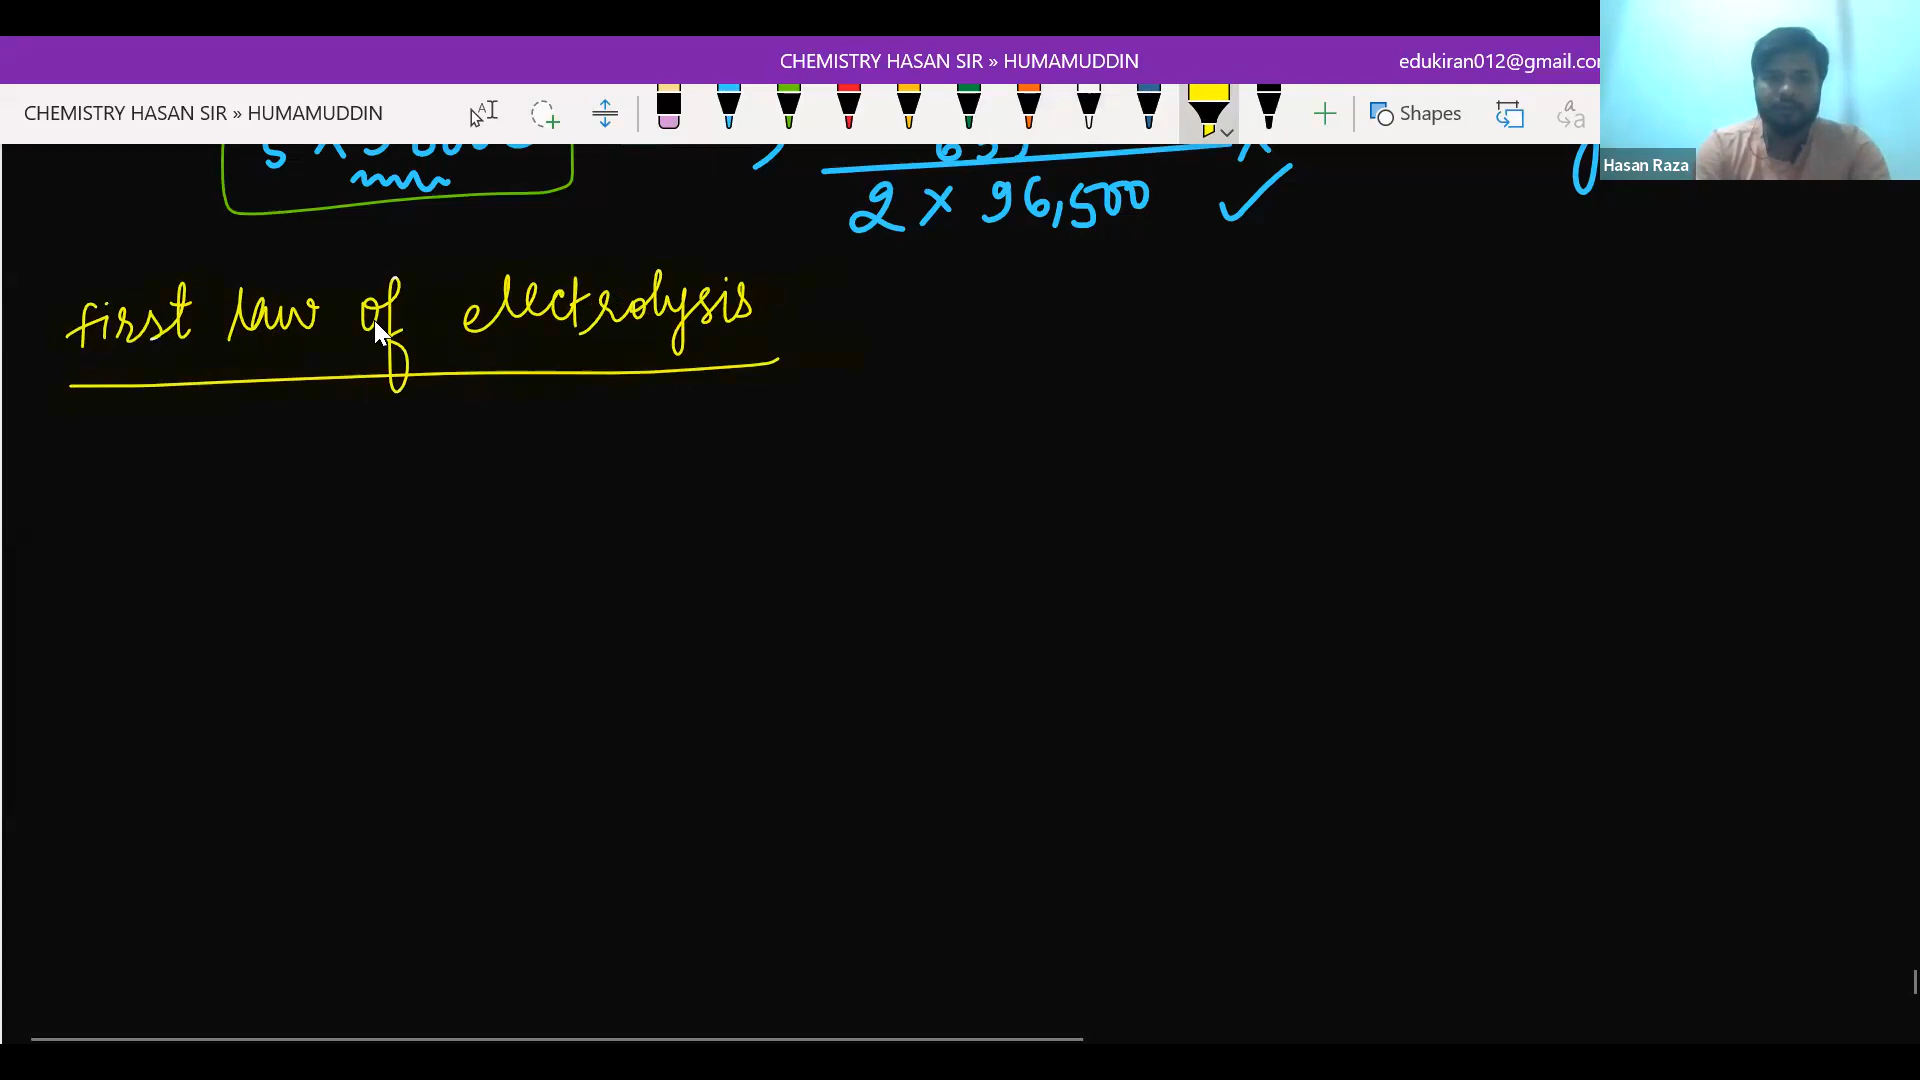 CHEMISTRY HASAN SIR » HUMAMUDDIN
edukiran012@gmail.co
CHEMISTRY HASAN SIR » HUMAMUDDIN
Shapes
Hasan Raza
2 × 96,500
first law of electrolysis